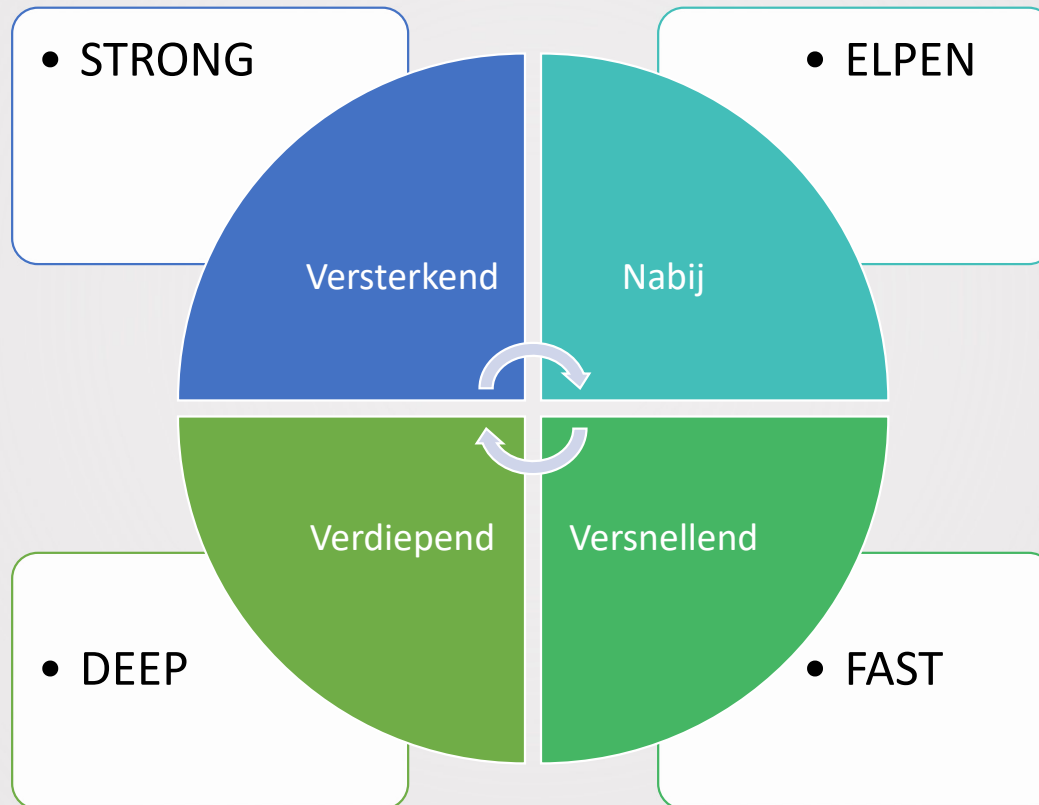 • STRONG
• ELPEN
Versterkend
Nabij
Verdiepend
Versnellend
• DEEP
• FAST